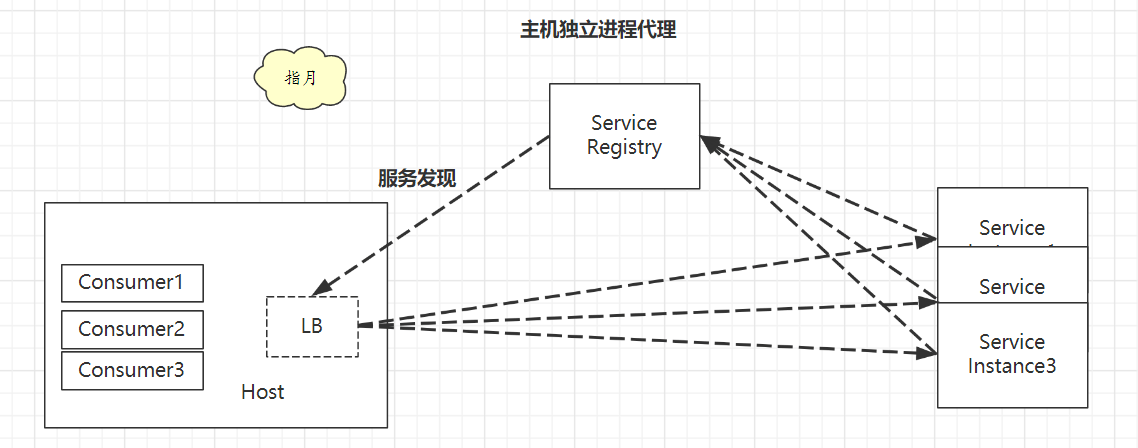 主机独立进程代理
指月
Service
Registry
服务发现
Service
Consumer1
Service
LB
Consumer2
Service
Instance3
Consumer3
Host